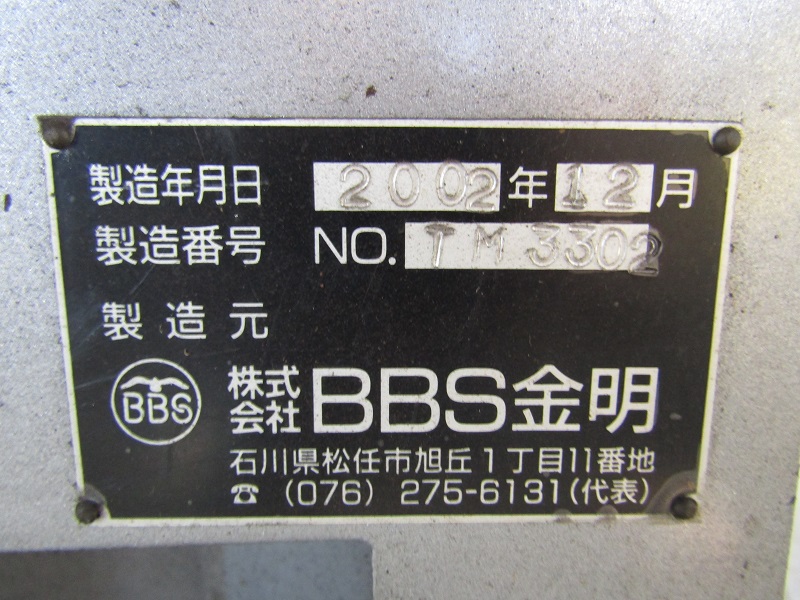 製造年月日 2002年12月
製造番号 NO. TM3302
製造元
BBS 株式会社 BBS金明
石川県松任市旭丘1丁目11番地
☎ (076) 275-6131(代表)